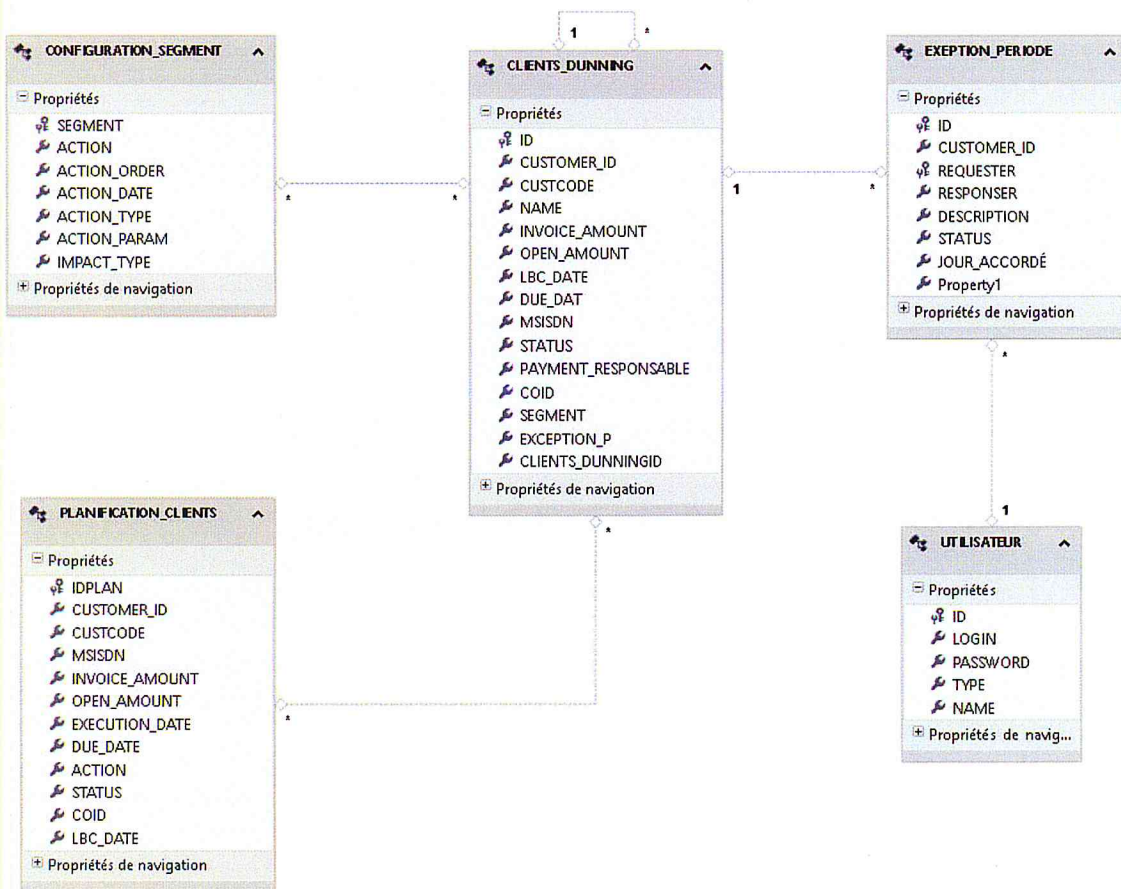 CONFIGURATION_SEGMENT
Propriétés
SEGMENT
ACTION
ACTION_ORDER
ACTION_DATE
ACTION_TYPE
ACTION_PARAM
IMPACT_TYPE
Propriétés de navigation
*
*
1
*
CLIENTS_DUNNING
Propriétés
ID
CUSTOMER_ID
CUSTCODE
NAME
INVOICE_AMOUNT
OPEN_AMOUNT
LBC_DATE
DUE_DAT
MSISDN
STATUS
PAYMENT_RESPONSABLE
COID
SEGMENT
EXCEPTION_P
CLIENTS_DUNNINGID
Propriétés de navigation
1
*
EXEPTION_PERIODE
Propriétés
ID
CUSTOMER_ID
REQUESTER
RESPONSER
DESCRIPTION
STATUS
JOUR_ACCORDÉ
Property1
Propriétés de navigation
*
1
*
*
PLANIFICATION_CLIENTS
Propriétés
IDPLAN
CUSTOMER_ID
CUSTCODE
MSISDN
INVOICE_AMOUNT
OPEN_AMOUNT
EXECUTION_DATE
DUE_DATE
ACTION
STATUS
COID
LBC_DATE
Propriétés de navigation
UTILISATEUR
Propriétés
ID
LOGIN
PASSWORD
TYPE
NAME
Propriétés de navig...